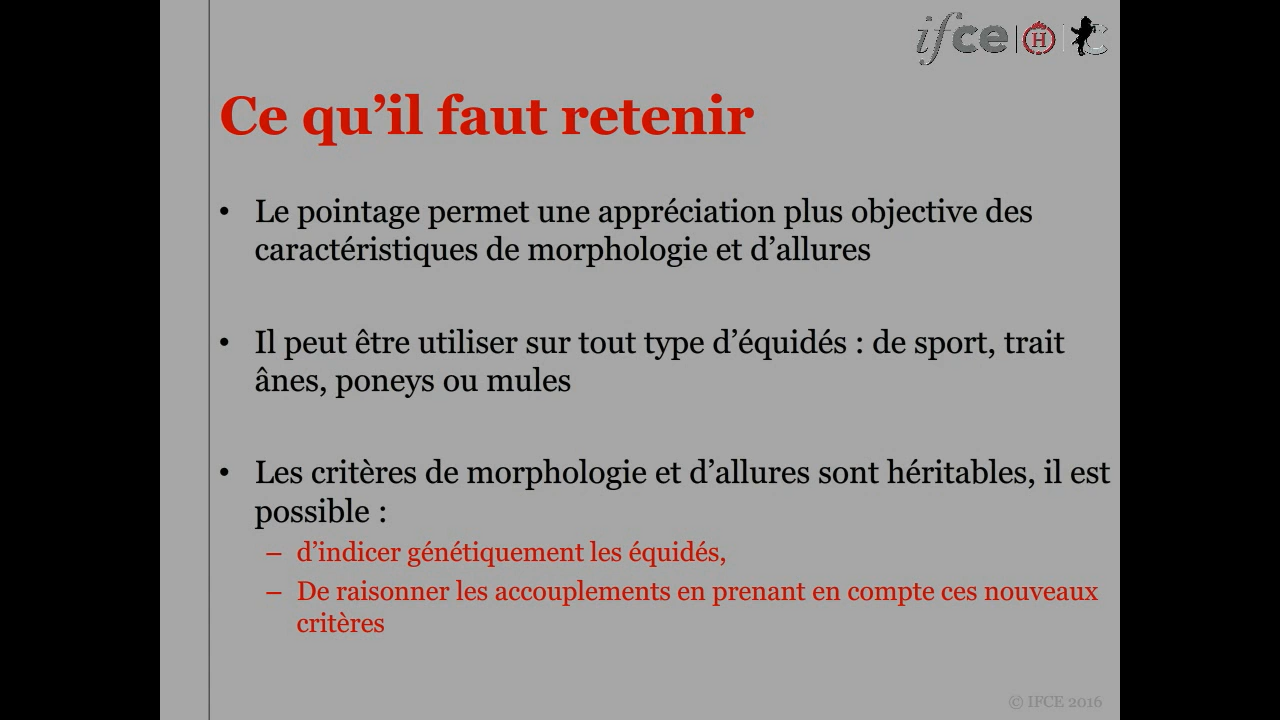 ifce H
Ce qu’il faut retenir
• Le pointage permet une appréciation plus objective des
caractéristiques de morphologie et d’allures
• Il peut être utiliser sur tout type d’équidés : de sport, trait
ânes, poneys ou mules
• Les critères de morphologie et d’allures sont héritables, il est
possible :
– d’indicer génétiquement les équidés,
– De raisonner les accouplements en prenant en compte ces nouveaux
critères
© IFCE 2016